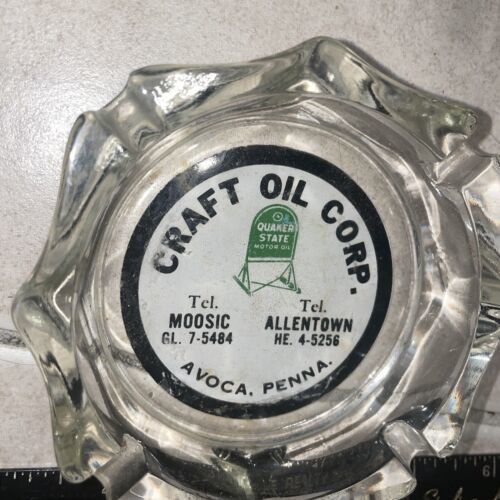 CRAFT OIL CORP.
QUAKER
STATE
MOTOR OIL
Tel. Tel.
MOOSIC ALLENTOWN
GL. 7-5484 HE. 4-5256
AVOCA, PENNA.
9